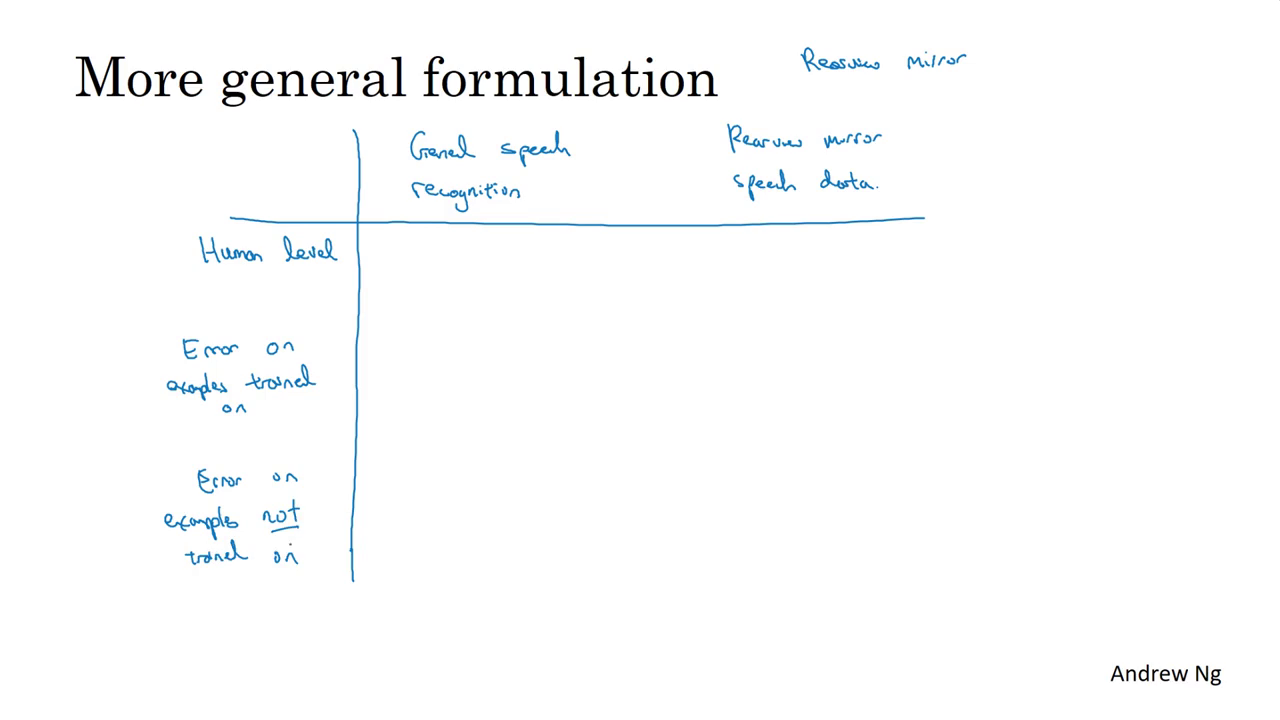 More general formulation
Rearview mirror
General speech
recognition
Rearview mirror
speech data.
Human level
Error on
examples trained
on
Error on
examples not
trained on
Andrew Ng